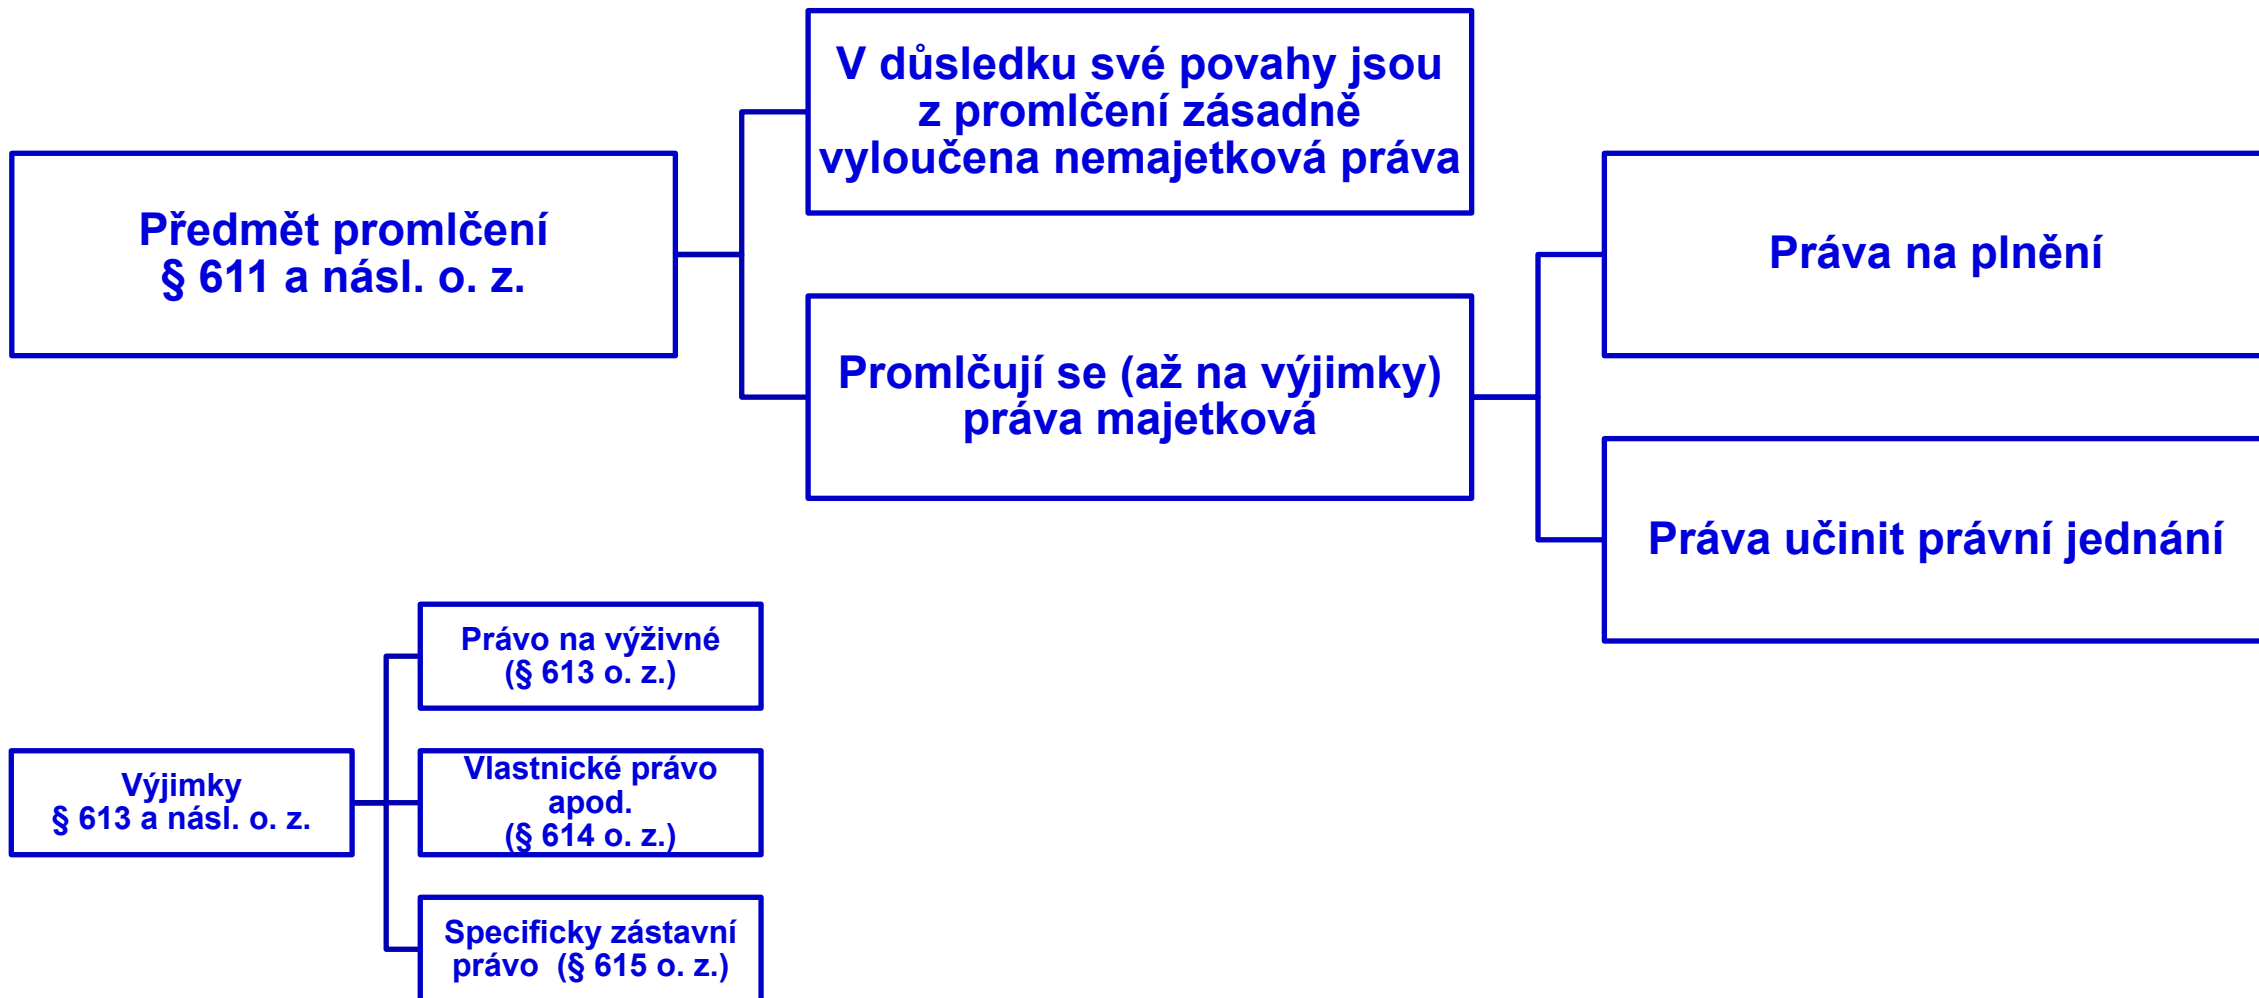 Předmět promlčení
§ 611 a násl. o. z.
V důsledku své povahy jsou
z promlčení zásadně
vyloučena nemajetková práva
Promlčují se (až na výjimky)
práva majetková
Práva na plnění
Práva učinit právní jednání
Výjimky
§ 613 a násl. o. z.
Právo na výživné
(§ 613 o. z.)
Vlastnické právo
apod.
(§ 614 o. z.)
Specificky zástavní
právo  (§ 615 o. z.)